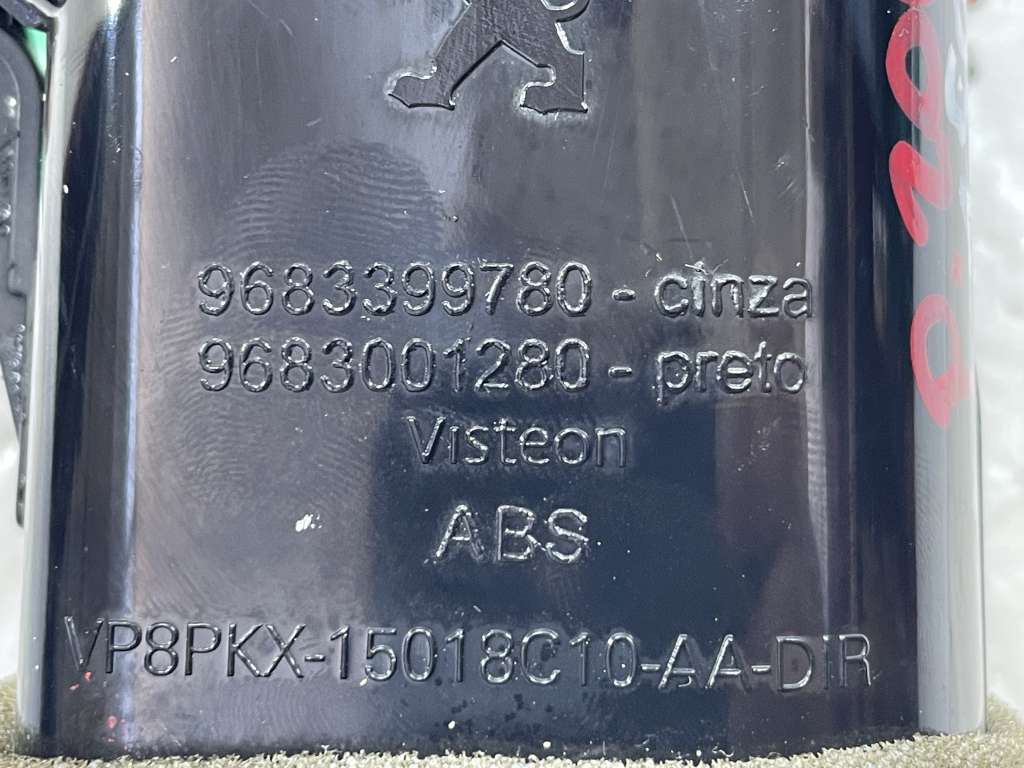 9683399780 - cinza
9683001280 - preto
Visteon
ABS
VP8PKX-15018C10-AA-DIR